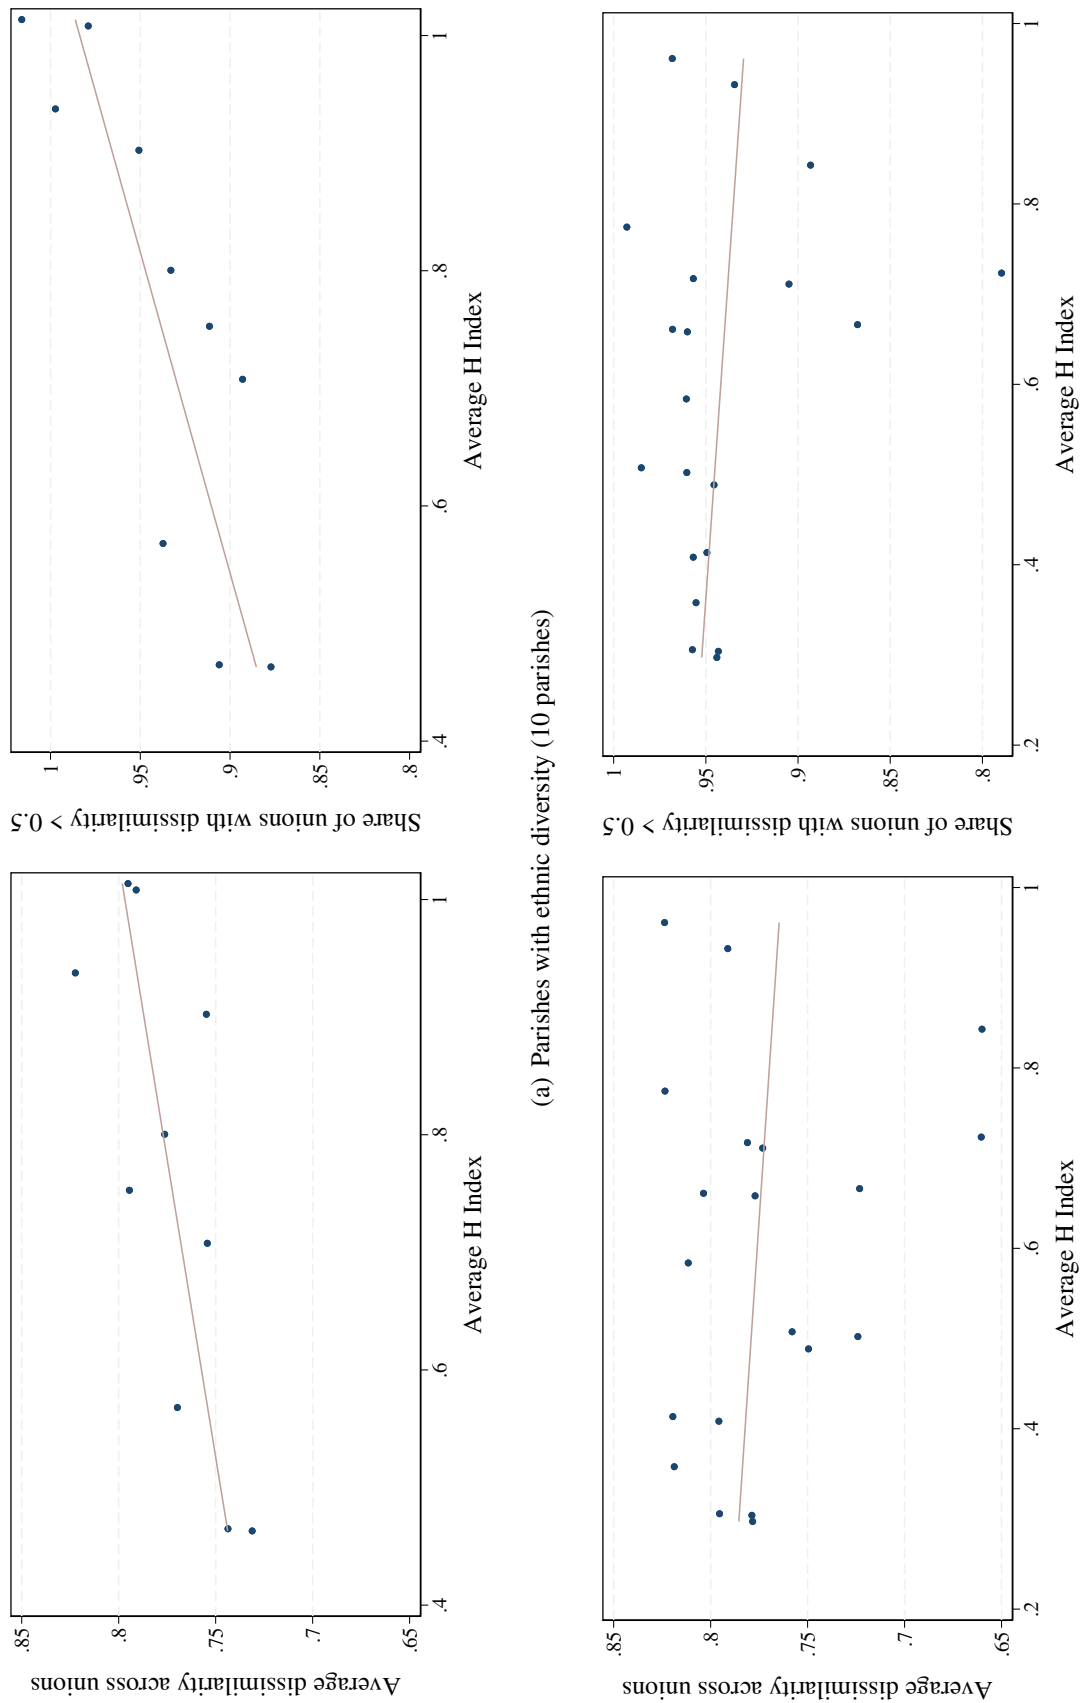 Average dissimilarity across unions
.85
.8
.75
.7
.65
.4 .6 .8 1
Average H Index
Share of unions with dissimilarity > 0.5
1
.95
.9
.85
.8
.4 .6 .8 1
Average H Index
(a) Parishes with ethnic diversity (10 parishes)
Average dissimilarity across unions
.85
.8
.75
.7
.65
.2 .4 .6 .8 1
Average H Index
Share of unions with dissimilarity > 0.5
1
.95
.9
.85
.8
.2 .4 .6 .8 1
Average H Index